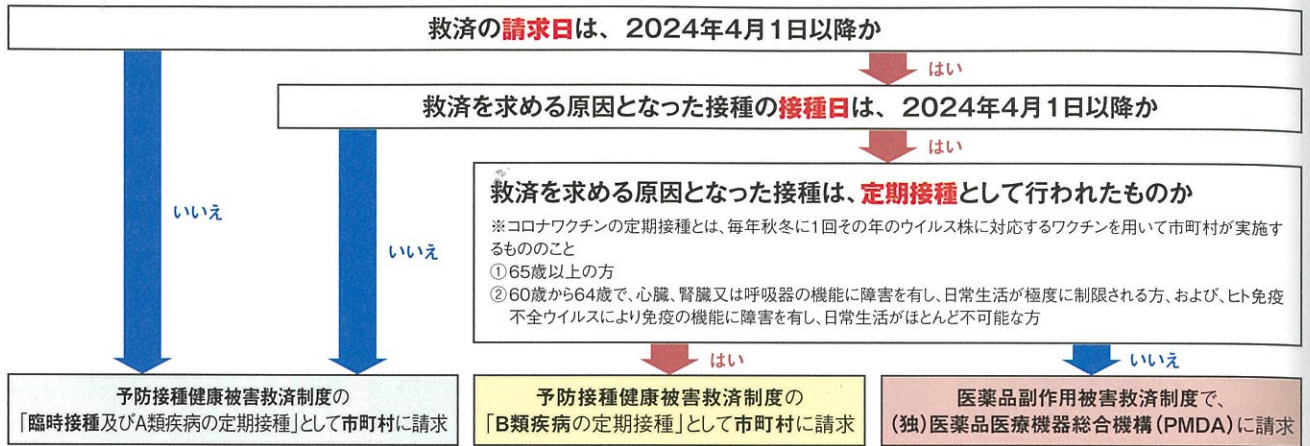 救済の請求日は、2024年4月1日以降か
はい
救済を求める原因となった接種の接種日は、2024年4月1日以降か
はい
いいえ
いいえ
救済を求める原因となった接種は、定期接種として行われたものか
※コロナワクチンの定期接種とは、毎年秋冬に1回その年のウイルス株に対応するワクチンを用いて市町村が実施す
るもののこと
①65歳以上の方
②60歳から64歳で、心臓、腎臓又は呼吸器の機能に障害を有し、日常生活が極度に制限される方、および、ヒト免疫
不全ウイルスにより免疫の機能に障害を有し、日常生活がほとんど不可能な方
はい
いいえ
予防接種健康被害救済制度の
「臨時接種及びA類疾病の定期接種」として市町村に請求
予防接種健康被害救済制度の
「B類疾病の定期接種」として市町村に請求
医薬品副作用被害救済制度で、
(独)医薬品医療機器総合機構(PMDA)に請求